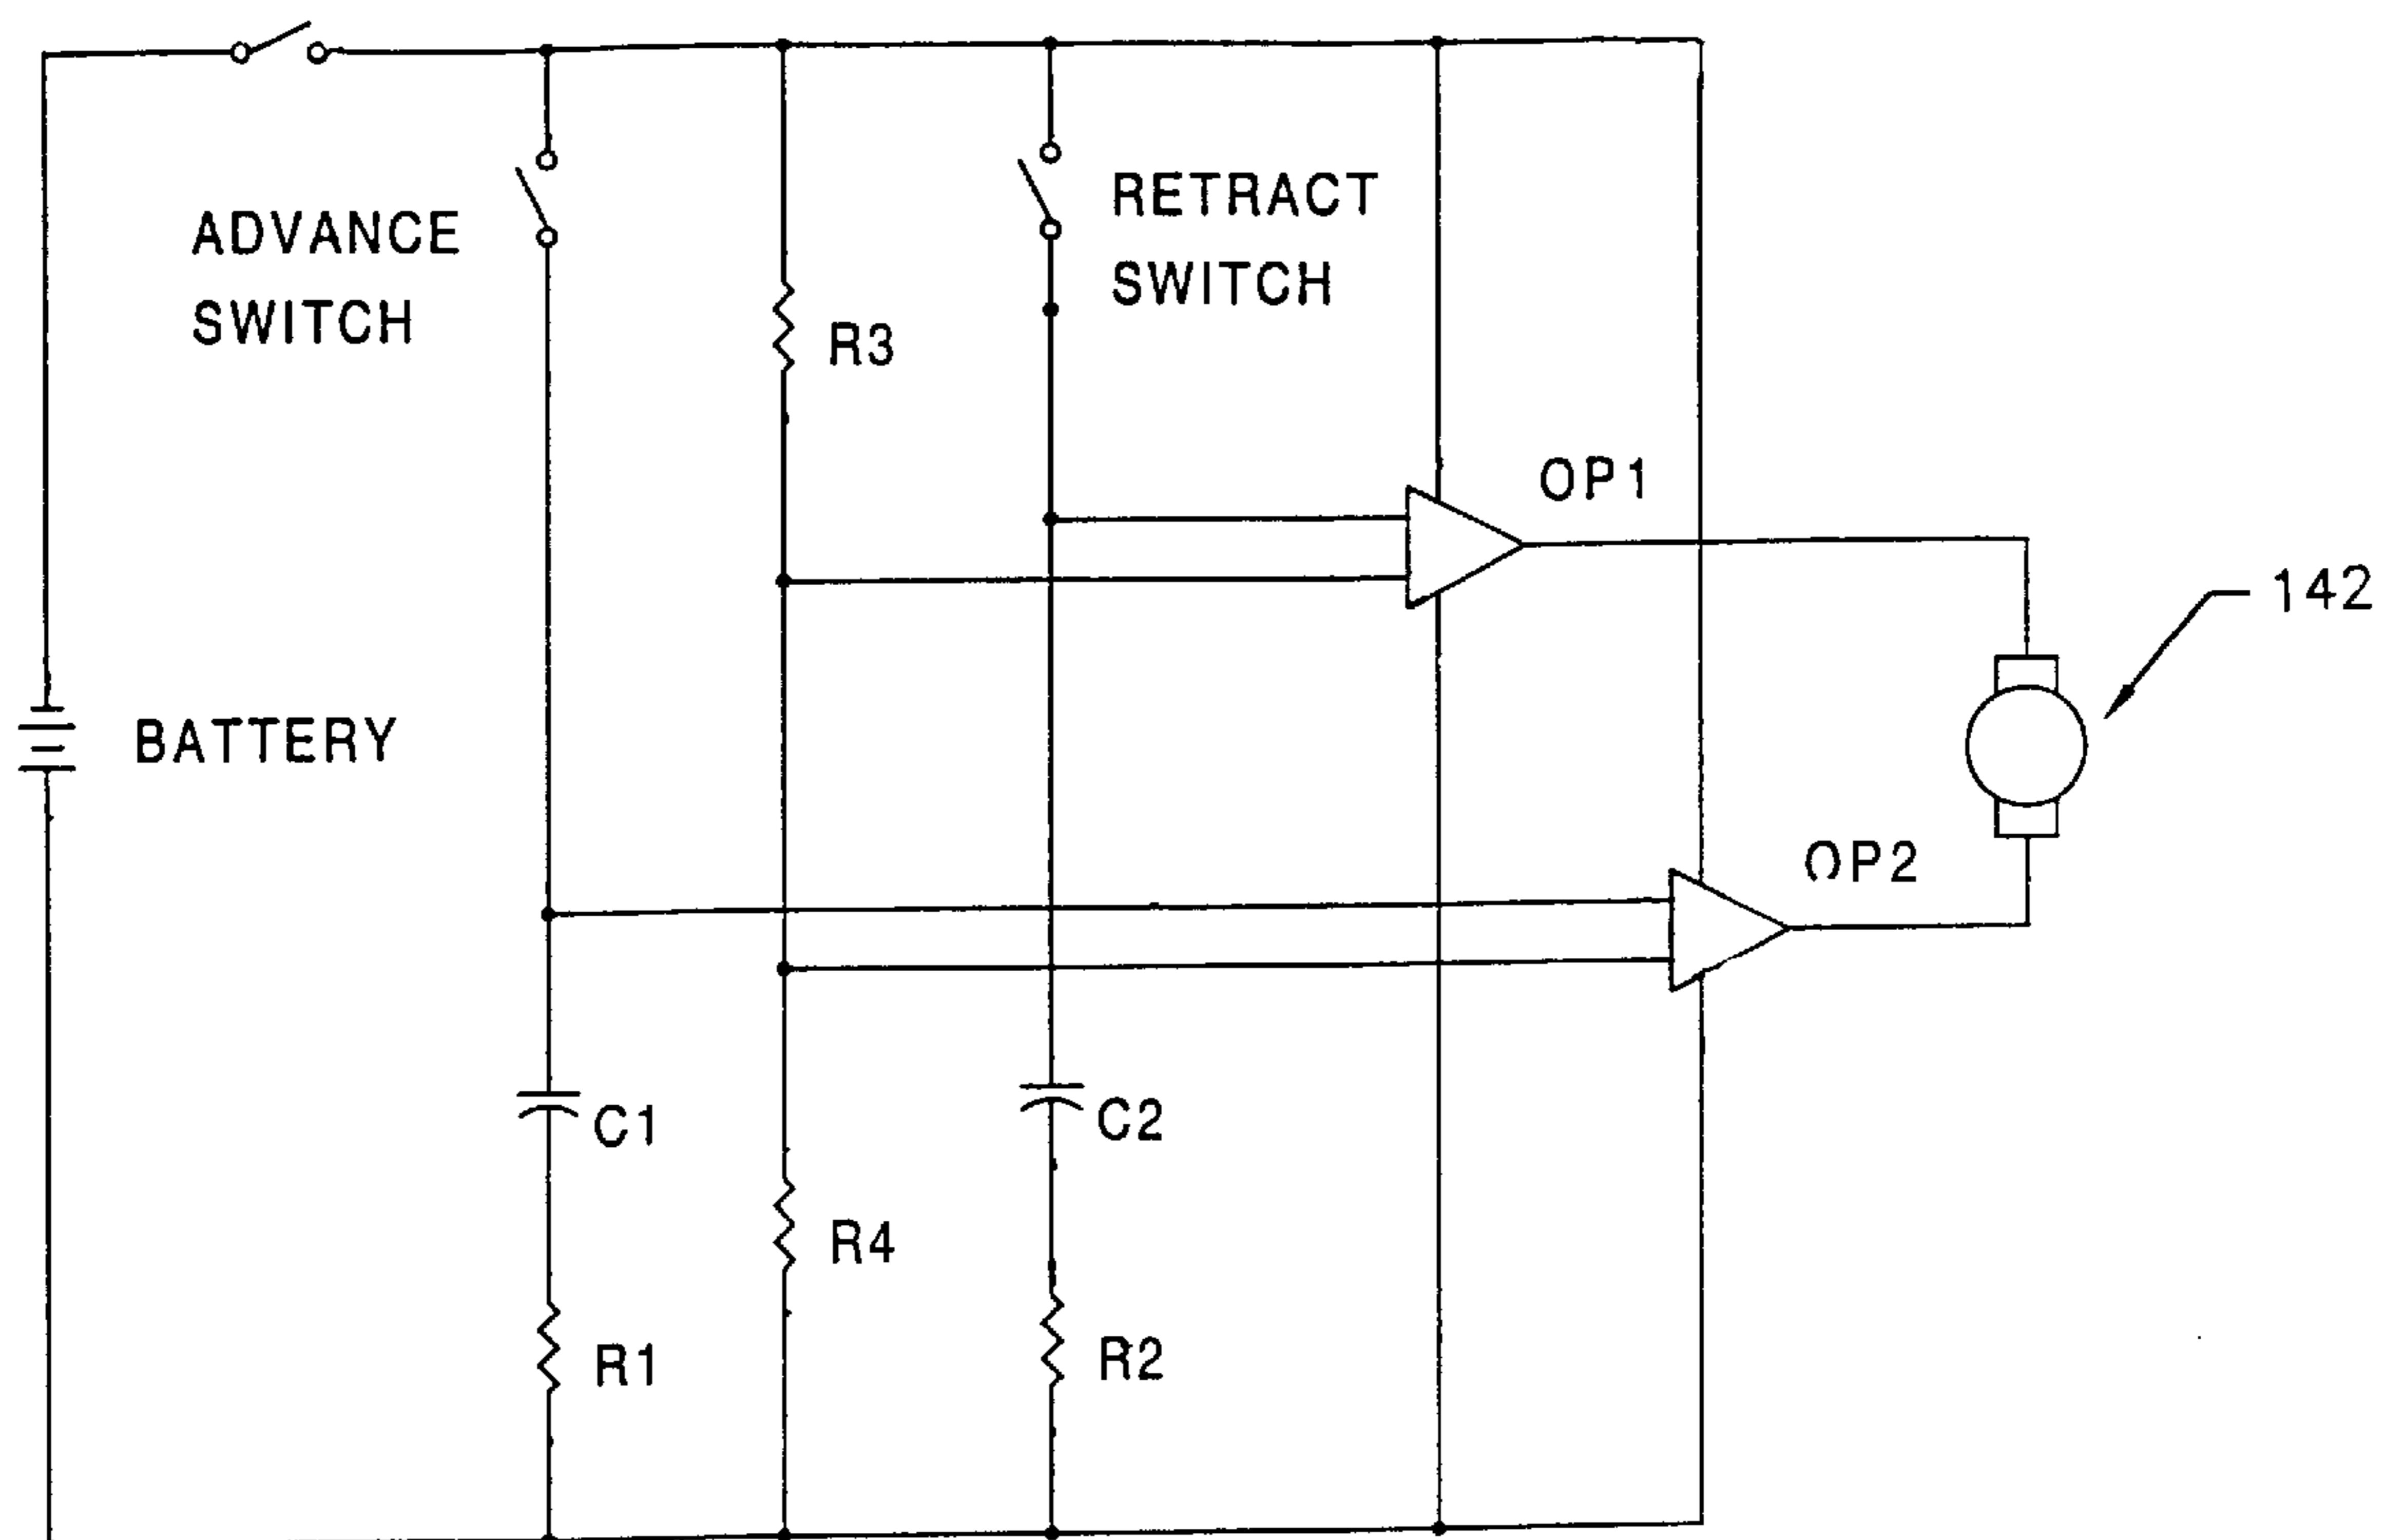 ADVANCE
SWITCH
RETRACT
SWITCH
R3
OP1
142
BATTERY
OP2
C1
C2
R4
R1
R2